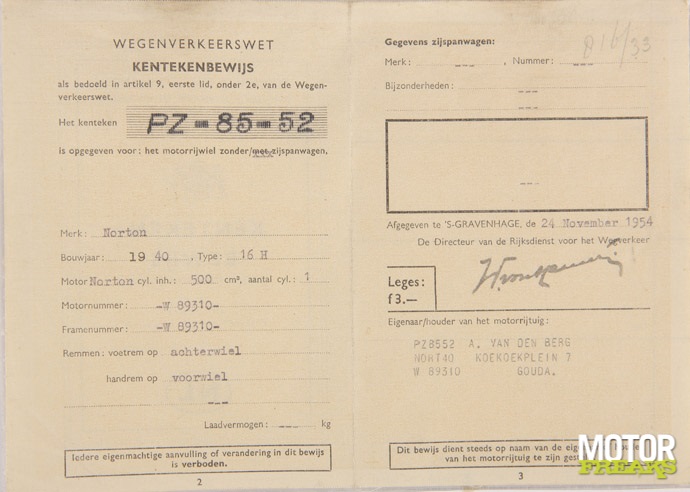 WEGENVERKEERSWET
KENTEKENBEWIJS
als bedoeld in artikel 9, eerste lid, onder 2e, van de Wegen-
verkeerswet.
Het kenteken PZ-85-52
is opgegeven voor: het motorrijwiel zonder/met zijspanwagen.
Merk: Norton
Bouwjaar: 19 40, Type: 16 H
Motor Norton cyl. inh.: 500 cm³, aantal cyl.: 1
Motornummer: -W 89310-
Framenummer: -W 89310-
Remmen: voetrem op achterwiel
handrem op voorwiel
---
Laadvermogen: --- kg
Iedere eigenmachtige aanvulling of verandering in dit bewijs
is verboden.
2
Gegevens zijspanwagen:
Merk: ---, Nummer: ---
Bijzonderheden: ---
---
---
Afgegeven te 'S-GRAVENHAGE, de 24 November 1954
De Directeur van de Rijksdienst voor het Wegverkeer
Leges:
f 3.—
Eigenaar/houder van het motorrijtuig:
PZ8552 A. VAN DEN BERG
NORT40 KOEKOEKPLEIN 7
W 89310 GOUDA.
Dit bewijs dient steeds op naam van de eig
van het motorrijtuig te zijn gest
3
MOTOR
FREAKS